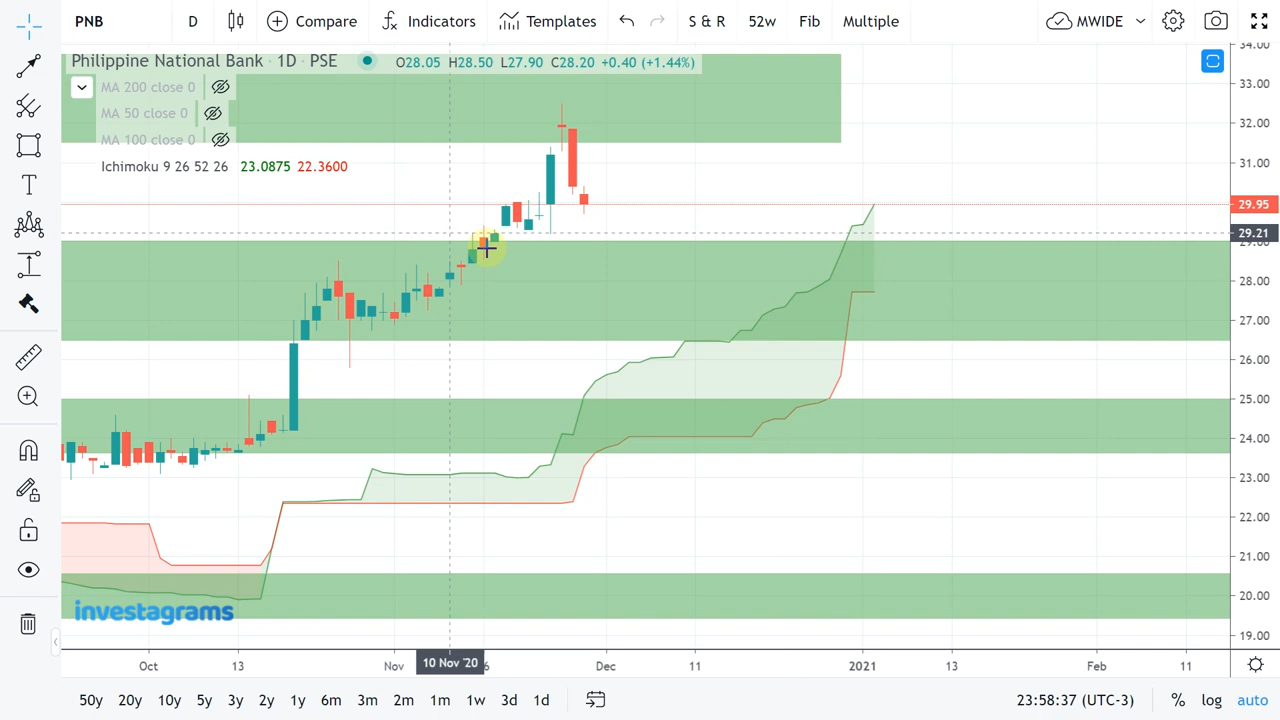 PNB D Compare Indicators Templates S & R 52w Fib Multiple MWIDE
Philippine National Bank · 1D · PSE O28.05 H28.50 L27.90 C28.20 +0.40 (+1.44%)
MA 200 close 0
MA 50 close 0
MA 100 close 0
Ichimoku 9 26 52 26 23.0875 22.3600
34.00
33.00
32.00
31.00
29.95
29.21
29.00
28.00
27.00
26.00
25.00
24.00
23.00
22.00
21.00
20.00
19.00
investagrams
Oct 13 Nov 10 Nov '20 6 Dec 11 2021 13 Feb 11
50y 20y 10y 5y 3y 2y 1y 6m 3m 2m 1m 1w 3d 1d 23:58:37 (UTC-3) % log auto